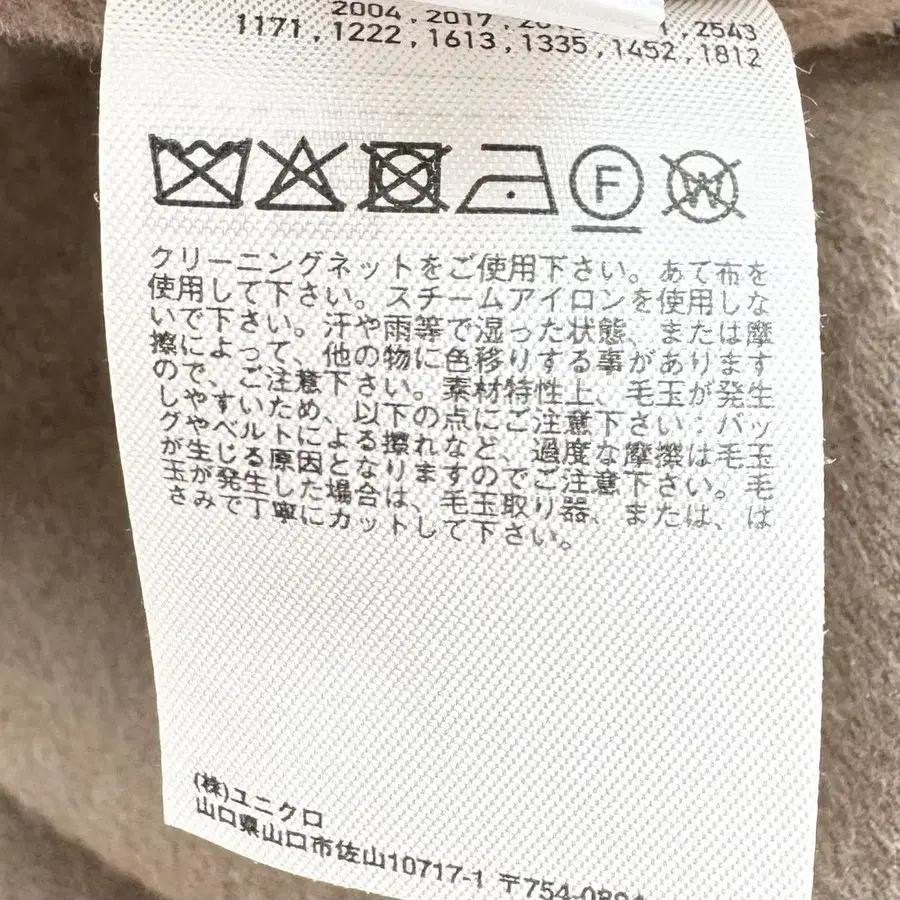 2004,2017,
,2543
1171,1222,1613,1335,1452,1812
F W
クリーニングネットをご使用下さい。あて布を
使用して下さい。スチームアイロンを使用しな
いで下さい。汗や雨等で湿った状態、または摩
擦によって、他の物に色移りする事があります
のでご注意下さい。素材特性上、毛玉が発生
しやすいため、以下の点にご注意下さい:バッ
グやベルトによる擦れなど、過度な摩擦は毛玉
が生じる原因となりますのでご注意下さい。毛
玉が発生した場合は、毛玉取り器、または、は
さみで丁寧にカットして下さい。
(株)ユニクロ
山口県山口市佐山10717-1 〒754-